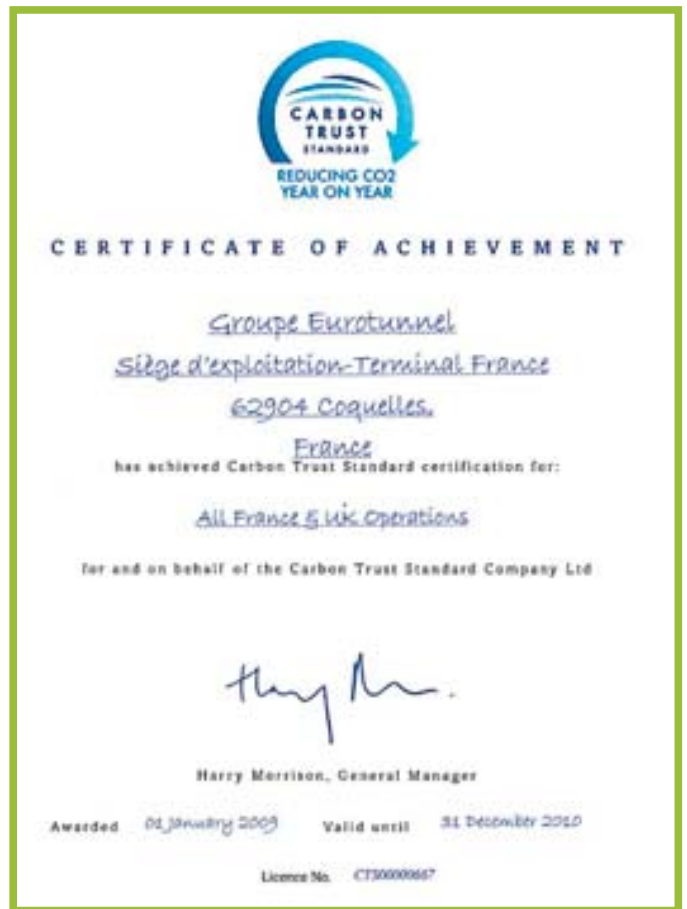 CARBON
TRUST
STANDARD
REDUCING CO2
YEAR ON YEAR
CERTIFICATE OF ACHIEVEMENT
Groupe Eurotunnel
Siège d'exploitation-Terminal France
62904 Coquelles,
France
has achieved Carbon Trust Standard certification for:
All France & UK Operations
for and on behalf of the Carbon Trust Standard Company Ltd
Harry Morrison, General Manager
Awarded 01 January 2009 Valid until 31 December 2010
Licence No.